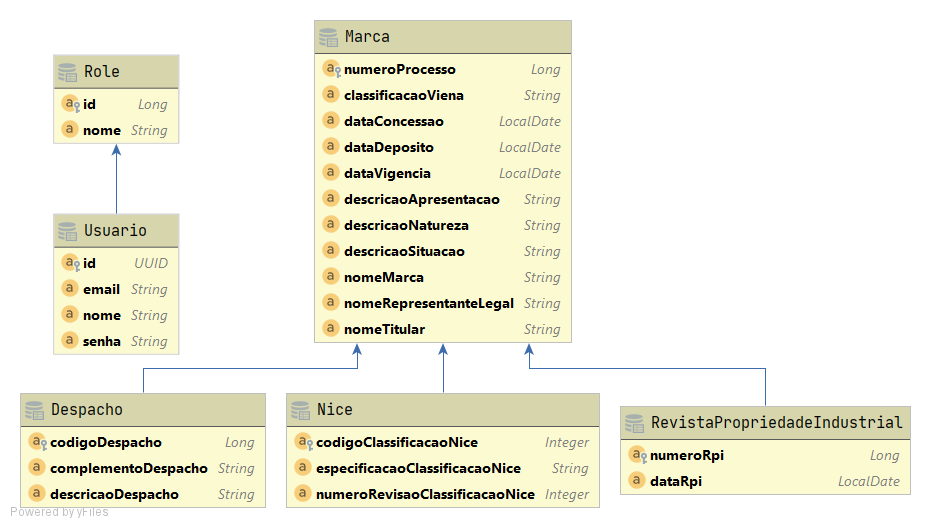 Role
id Long
nome String
Usuario
id UUID
email String
nome String
senha String
Marca
numeroProcesso Long
classificacaoViena String
dataConcessao LocalDate
dataDeposito LocalDate
dataVigencia LocalDate
descricaoApresentacao String
descricaoNatureza String
descricaoSituacao String
nomeMarca String
nomeRepresentanteLegal String
nomeTitular String
Despacho
codigoDespacho Long
complementoDespacho String
descricaoDespacho String
Nice
codigoClassificacaoNice Integer
especificacaoClassificacaoNice String
numeroRevisaoClassificacaoNice Integer
RevistaPropriedadeIndustrial
numeroRpi Long
dataRpi LocalDate
Powered by yFiles